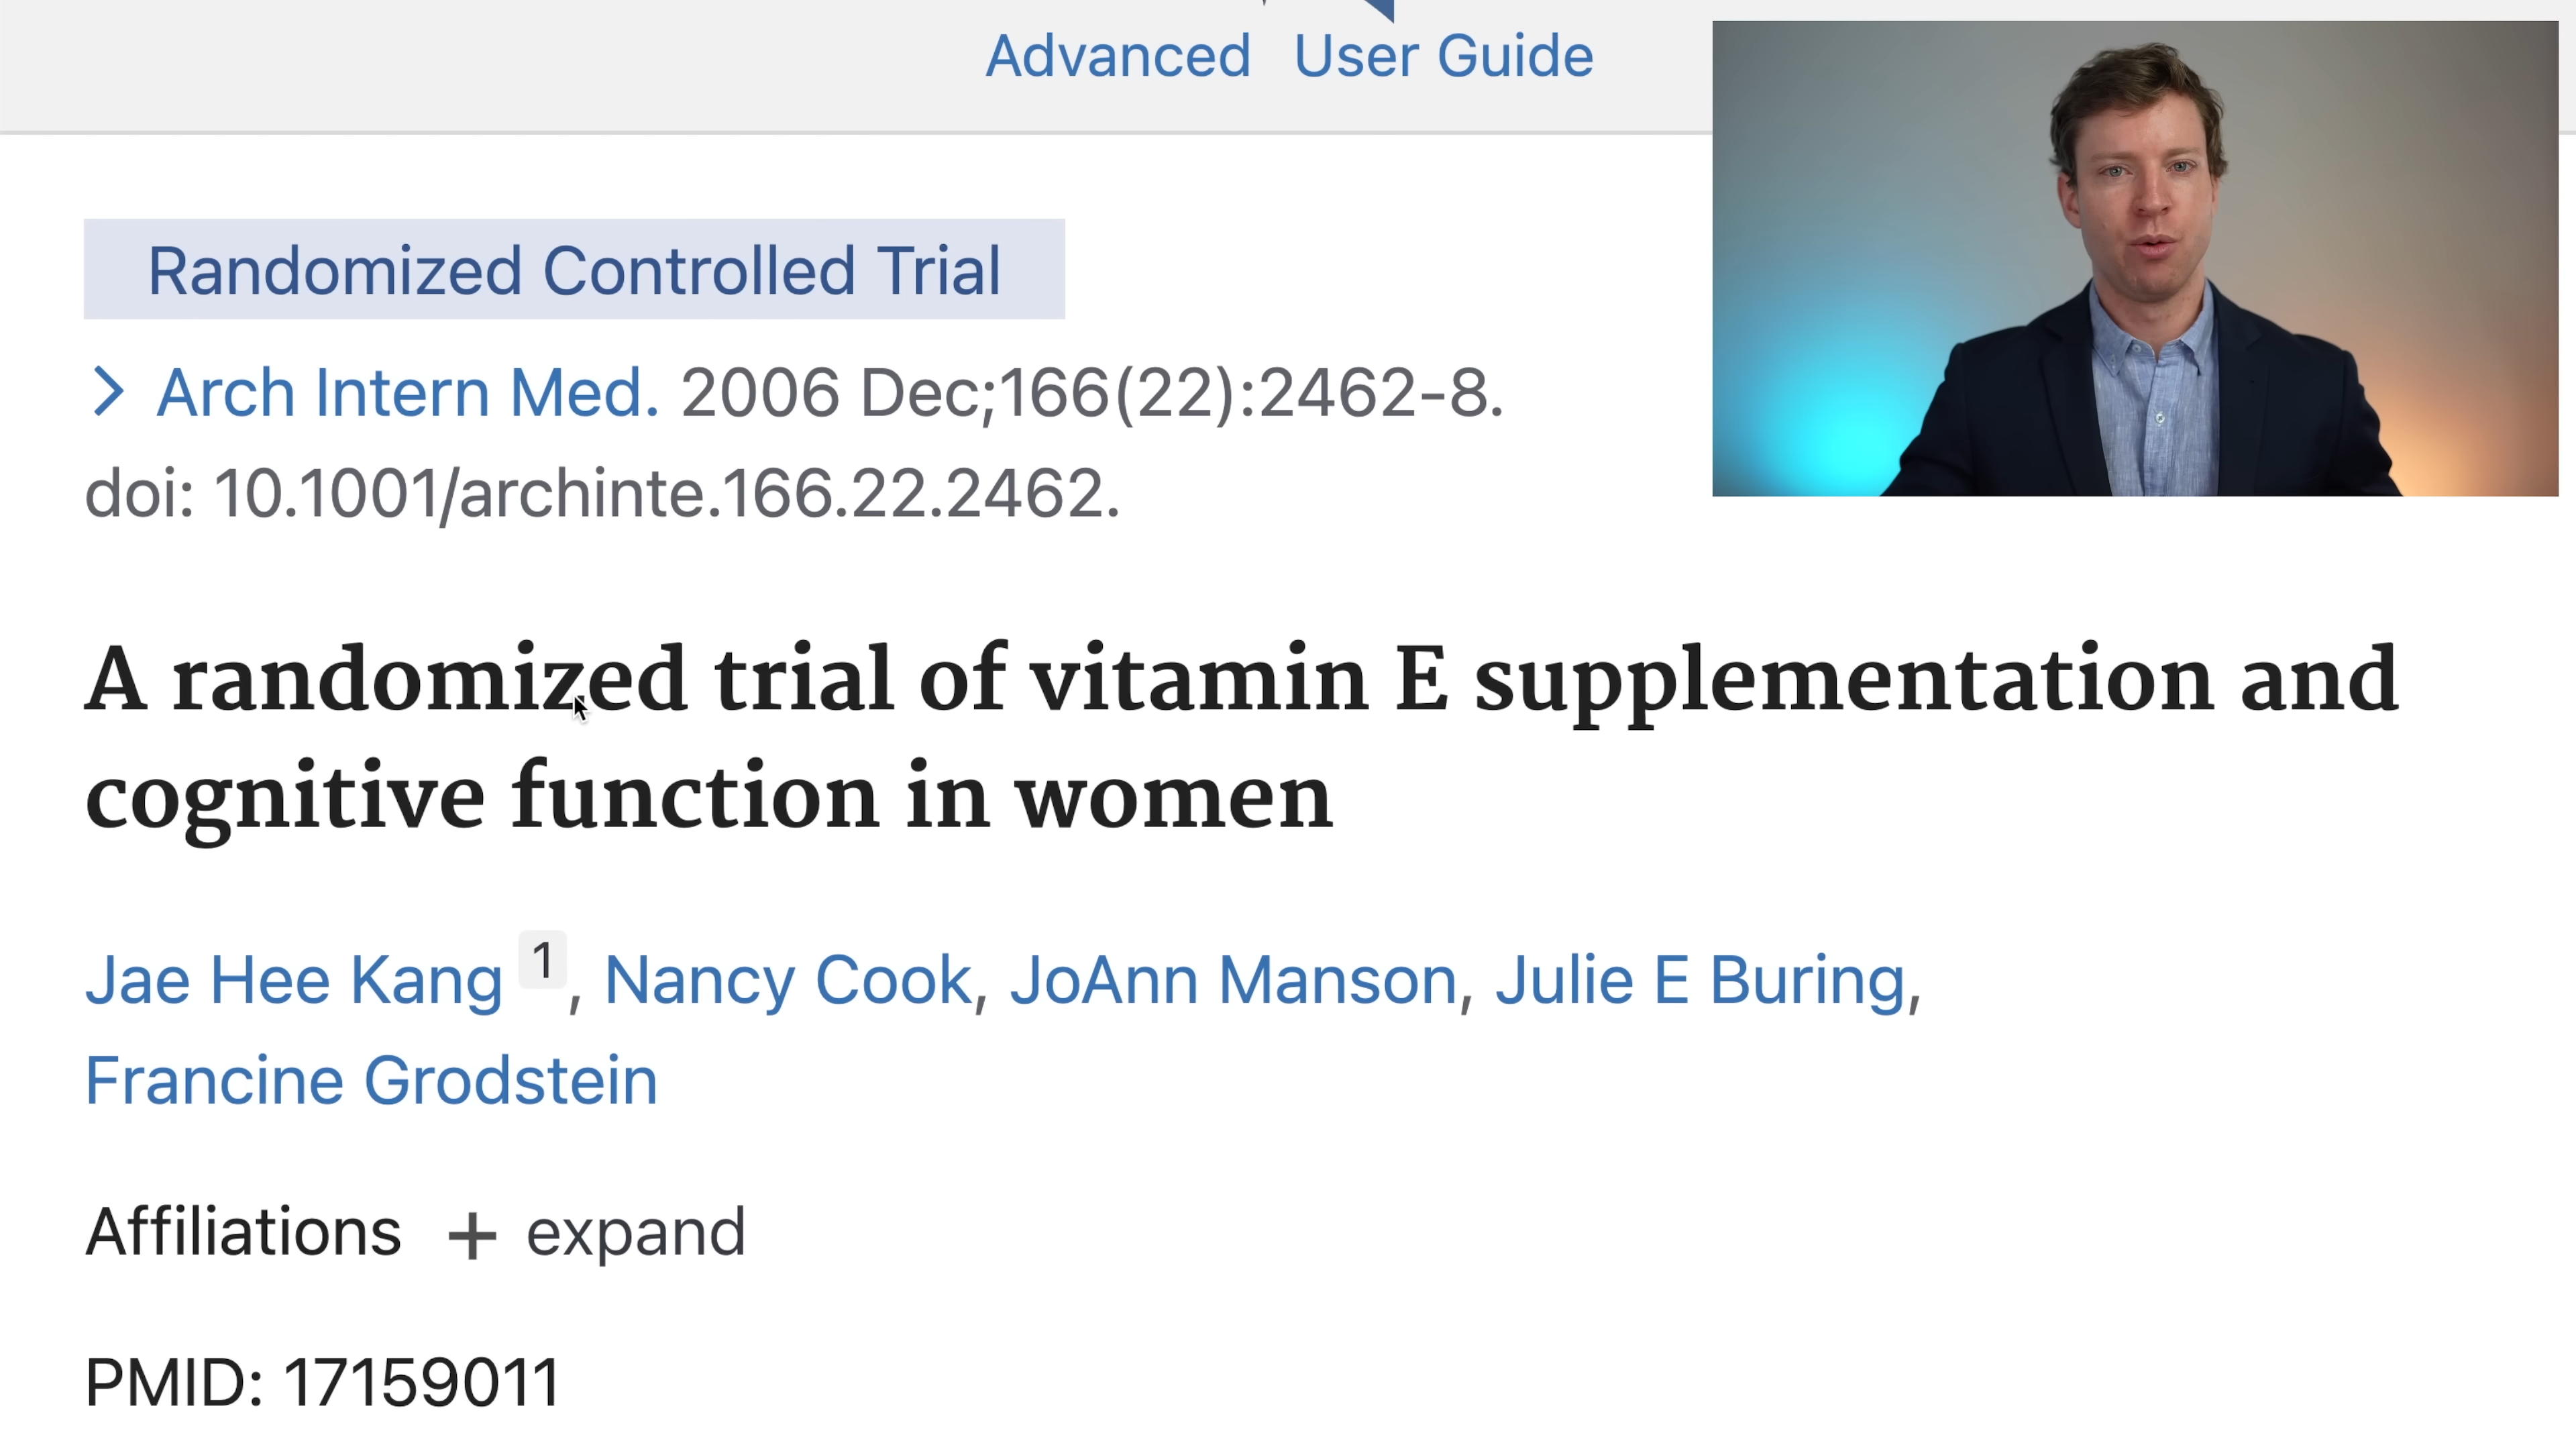 Advanced User Guide
Randomized Controlled Trial
> Arch Intern Med. 2006 Dec;166(22):2462-8.
doi: 10.1001/archinte.166.22.2462.
A randomized trial of vitamin E supplementation and
cognitive function in women
Jae Hee Kang 1, Nancy Cook, JoAnn Manson, Julie E Buring,
Francine Grodstein
Affiliations + expand
PMID: 17159011